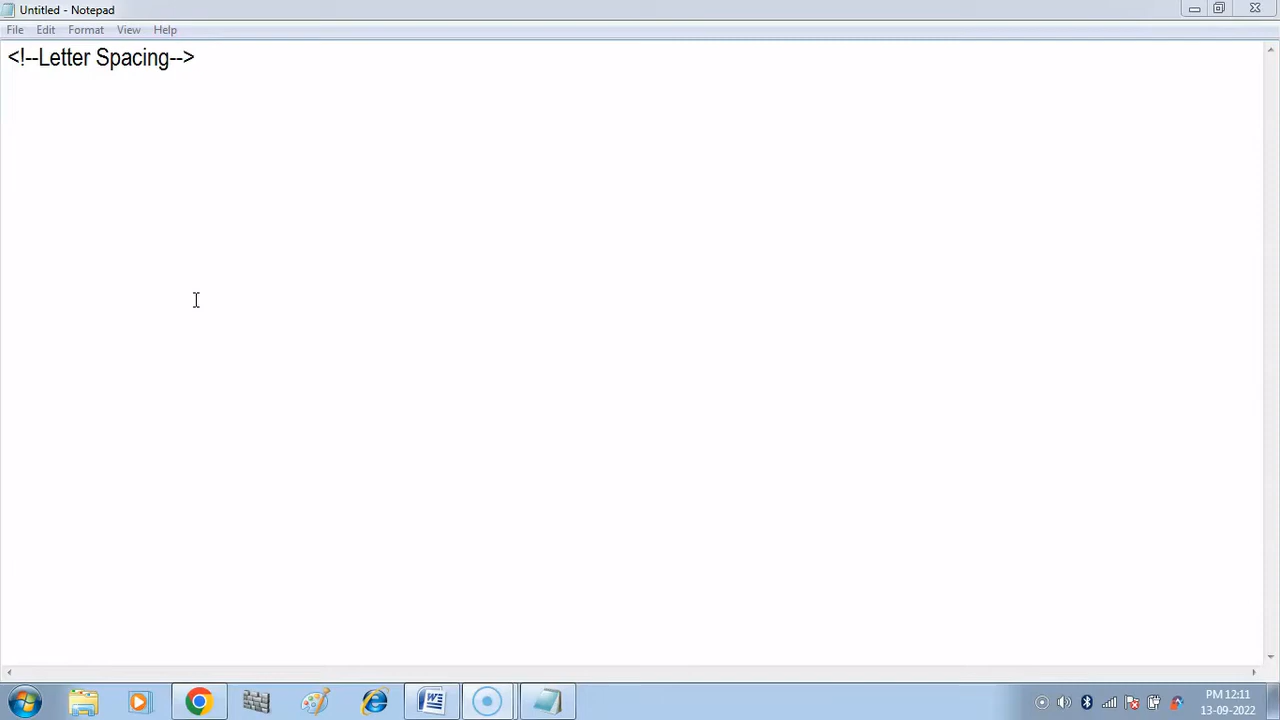 Untitled - Notepad
File Edit Format View Help
<!--Letter Spacing-->
PM 12:11
13-09-2022